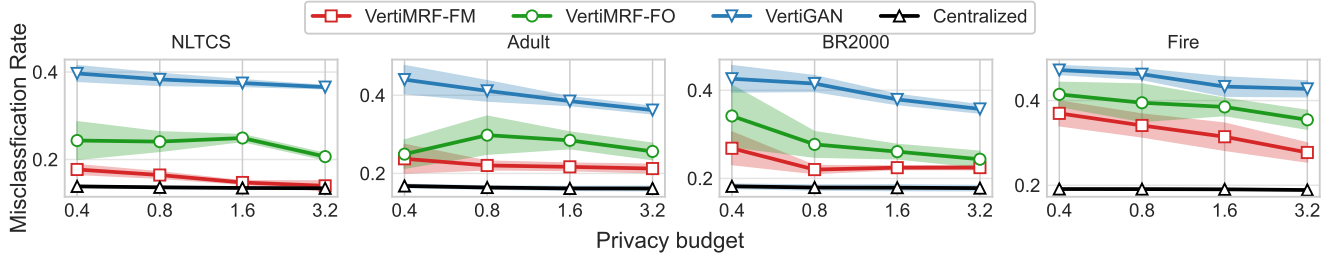 VertiMRF-FM VertiMRF-FO VertiGAN Centralized
NLTCS Adult BR2000 Fire
Misclassfication Rate
0.4 0.4 0.4 0.4
0.2 0.2 0.2 0.2
0.4 0.8 1.6 3.2 0.4 0.8 1.6 3.2 0.4 0.8 1.6 3.2 0.4 0.8 1.6 3.2
Privacy budget